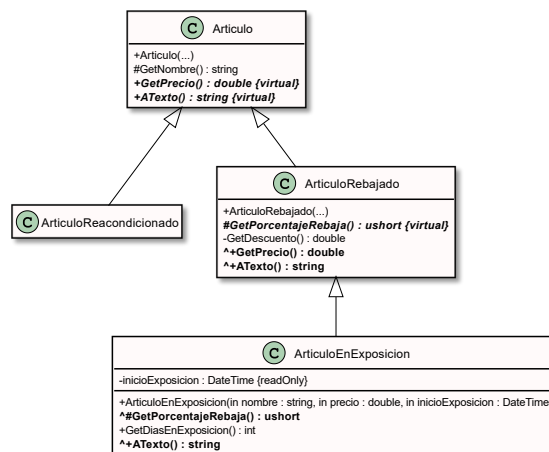 C Articulo
+Articulo(...)
#GetNombre() : string
+GetPrecio() : double {virtual}
+ATexto() : string {virtual}
C ArticuloReacondicionado
C ArticuloRebajado
+ArticuloRebajado(...)
#GetPorcentajeRebaja() : ushort {virtual}
-GetDescuento() : double
^+GetPrecio() : double
^+ATexto() : string
C ArticuloEnExposicion
-inicioExposicion : DateTime {readOnly}
+ArticuloEnExposicion(in nombre : string, in precio : double, in inicioExposicion : DateTime
^#GetPorcentajeRebaja() : ushort
+GetDiasEnExposicion() : int
^+ATexto() : string